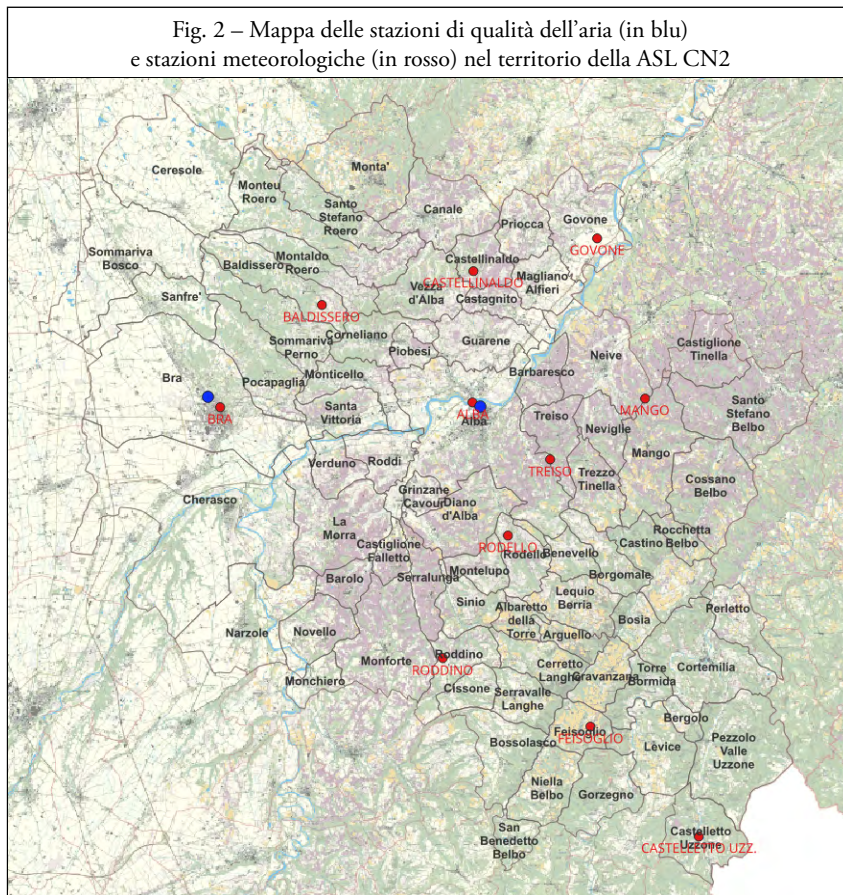 Fig. 2 – Mappa delle stazioni di qualità dell'aria (in blu)
e stazioni meteorologiche (in rosso) nel territorio della ASL CN2
Ceresole
Monta'
Monteu
Roero
Santo
Stefano
Roero
Canale
Priocca
Govone
GOVONE
Sommariva
Bosco
Baldissero
Montaldo
Roero
Castellinaldo
CASTELLINALDO
Vezza
d'Alba
Castagnito
Magliano
Alfieri
Sanfre'
BALDISSERO
Corneliano
Sommariva
Perno
Piobesi
Guarene
Neive
Castiglione
Tinella
Bra
BRA
Pocapaglia
Monticello
Santa
Vittoria
Barbaresco
ALBA
Alba
Treiso
TREISO
Neviglie
MANGO
Mango
Santo
Stefano
Belbo
Trezzo
Tinella
Cossano
Belbo
Verduno
Roddi
Cherasco
Grinzane
Cavour
Diano
d'Alba
La
Morra
Castiglione
Falletto
RODELLO
Rodello
Benevello
Castino
Rocchetta
Belbo
Barolo
Serralunga
Montelupo
Borgomale
Sinio
Albaretto
della
Torre
Lequio
Berria
Arguello
Bosia
Perletto
Narzole
Novello
Monforte
Roddino
RODDINO
Cerretto
Langhe
Cravanzana
Torre
Bormida
Cortemilia
Monchiero
Cissone
Serravalle
Langhe
Bergolo
Feisoglio
FEISOGLIO
Bossolasco
Levice
Pezzolo
Valle
Uzzone
Niella
Belbo
Gorzegno
San
Benedetto
Belbo
Castelletto
Uzzone
CASTELLETTO UZZ.